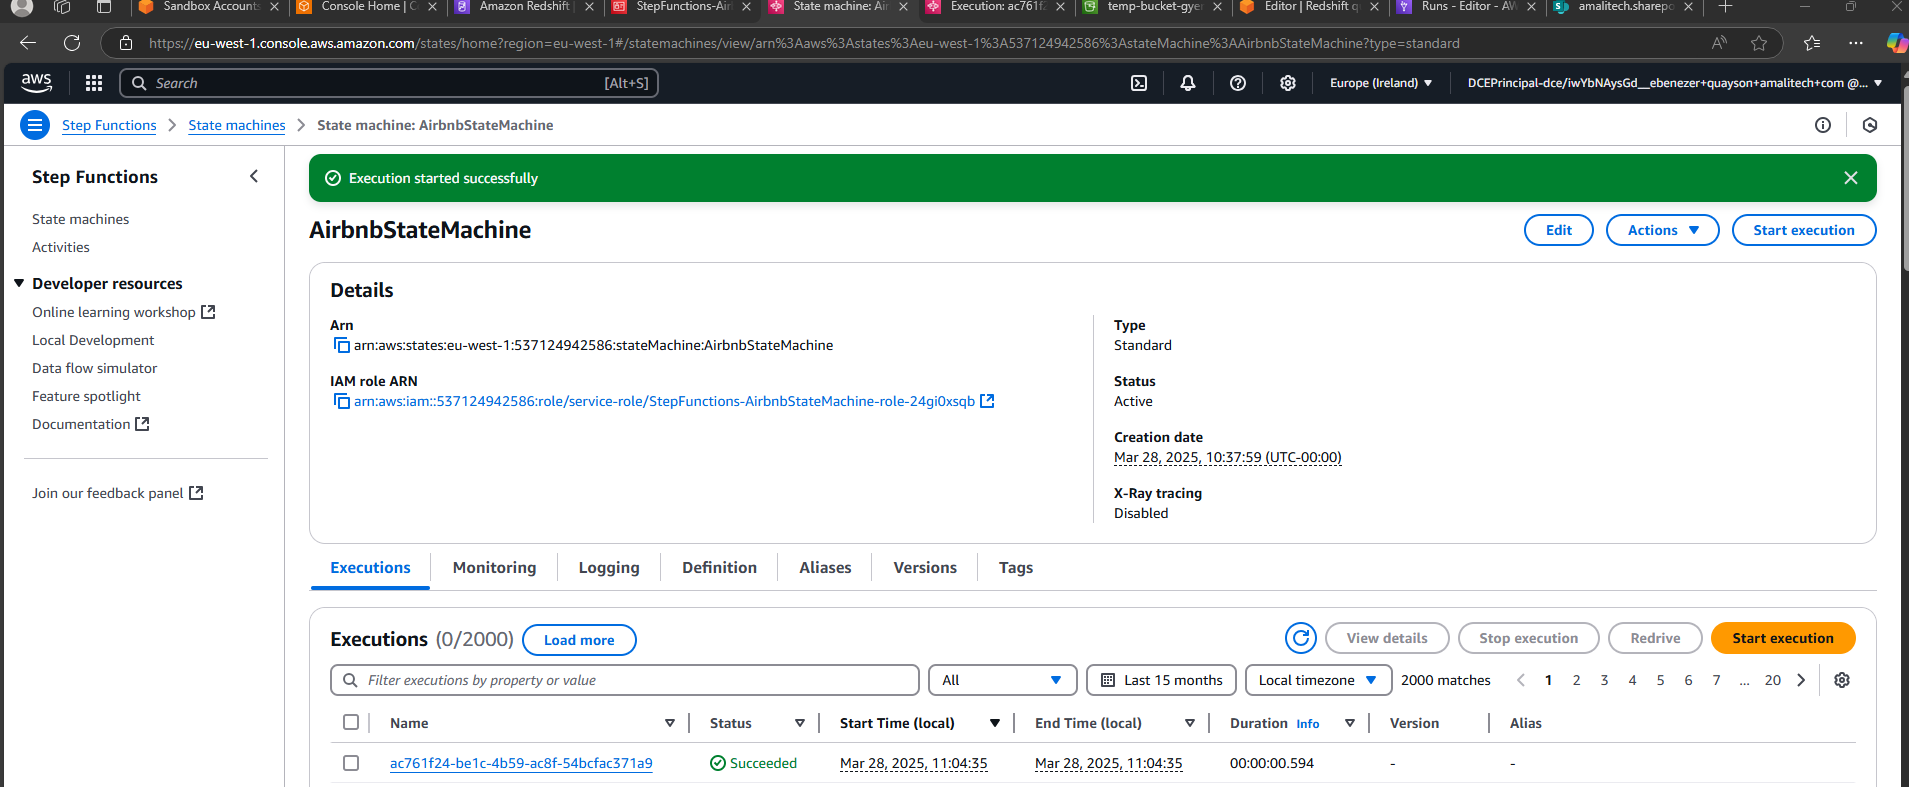 Sandbox Accounts
Console Home | C
Amazon Redshift
StepFunctions-Air
State machine: Air
Execution: ac761f2
temp-bucket-gye
Editor | Redshift q
Runs - Editor - AW
amalitech.sharepo
https://eu-west-1.console.aws.amazon.com/states/home?region=eu-west-1#/statemachines/view/arn%3Aaws%3Astates%3Aeu-west-1%3A537124942586%3AstateMachine%3AAirbnbStateMachine?type=standard
aws
Search
[Alt+S]
Europe (Ireland)
DCEPrincipal-dce/iwYbNAysGd__ebenezer+quayson+amalitech+com @...
Step Functions
State machines
State machine: AirbnbStateMachine
Step Functions
State machines
Activities
Developer resources
Online learning workshop
Local Development
Data flow simulator
Feature spotlight
Documentation
Join our feedback panel
Execution started successfully
AirbnbStateMachine
Edit
Actions
Start execution
Details
Arn
arn:aws:states:eu-west-1:537124942586:stateMachine:AirbnbStateMachine
IAM role ARN
arn:aws:iam::537124942586:role/service-role/StepFunctions-AirbnbStateMachine-role-24gi0xsqb
Type
Standard
Status
Active
Creation date
Mar 28, 2025, 10:37:59 (UTC-00:00)
X-Ray tracing
Disabled
Executions
Monitoring
Logging
Definition
Aliases
Versions
Tags
Executions (0/2000)
Load more
View details
Stop execution
Redrive
Start execution
Filter executions by property or value
All
Last 15 months
Local timezone
2000 matches
1 2 3 4 5 6 7 ... 20
Name
Status
Start Time (local)
End Time (local)
Duration Info
Version
Alias
ac761f24-be1c-4b59-ac8f-54bcfac371a9
Succeeded
Mar 28, 2025, 11:04:35
Mar 28, 2025, 11:04:35
00:00:00.594
-
-